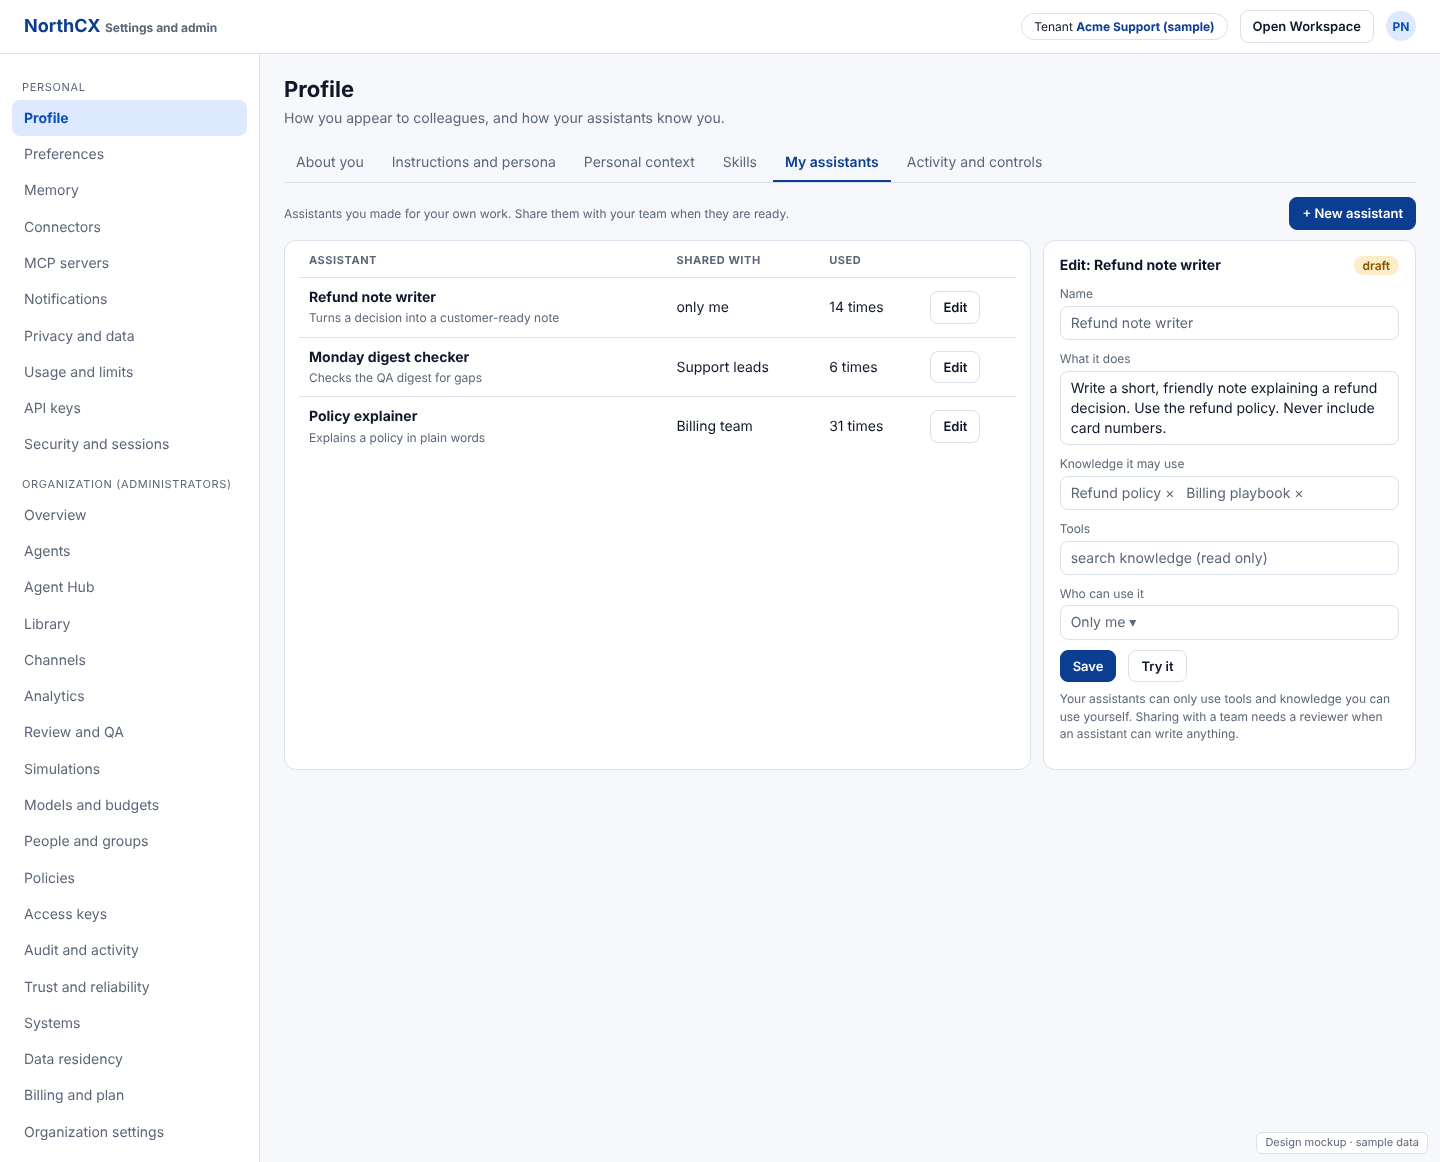 NorthCX Settings and admin
Tenant Acme Support (sample)
Open Workspace
PN
PERSONAL
Profile
Preferences
Memory
Connectors
MCP servers
Notifications
Privacy and data
Usage and limits
API keys
Security and sessions
ORGANIZATION (ADMINISTRATORS)
Overview
Agents
Agent Hub
Library
Channels
Analytics
Review and QA
Simulations
Models and budgets
People and groups
Policies
Access keys
Audit and activity
Trust and reliability
Systems
Data residency
Billing and plan
Organization settings
Profile
How you appear to colleagues, and how your assistants know you.
About you Instructions and persona Personal context Skills My assistants Activity and controls
Assistants you made for your own work. Share them with your team when they are ready.
+ New assistant
ASSISTANT SHARED WITH USED
Refund note writer
Turns a decision into a customer-ready note
only me 14 times Edit
Monday digest checker
Checks the QA digest for gaps
Support leads 6 times Edit
Policy explainer
Explains a policy in plain words
Billing team 31 times Edit
Edit: Refund note writer draft
Name
Refund note writer
What it does
Write a short, friendly note explaining a refund
decision. Use the refund policy. Never include
card numbers.
Knowledge it may use
Refund policy × Billing playbook ×
Tools
search knowledge (read only)
Who can use it
Only me ▾
Save Try it
Your assistants can only use tools and knowledge you can
use yourself. Sharing with a team needs a reviewer when
an assistant can write anything.
Design mockup · sample data